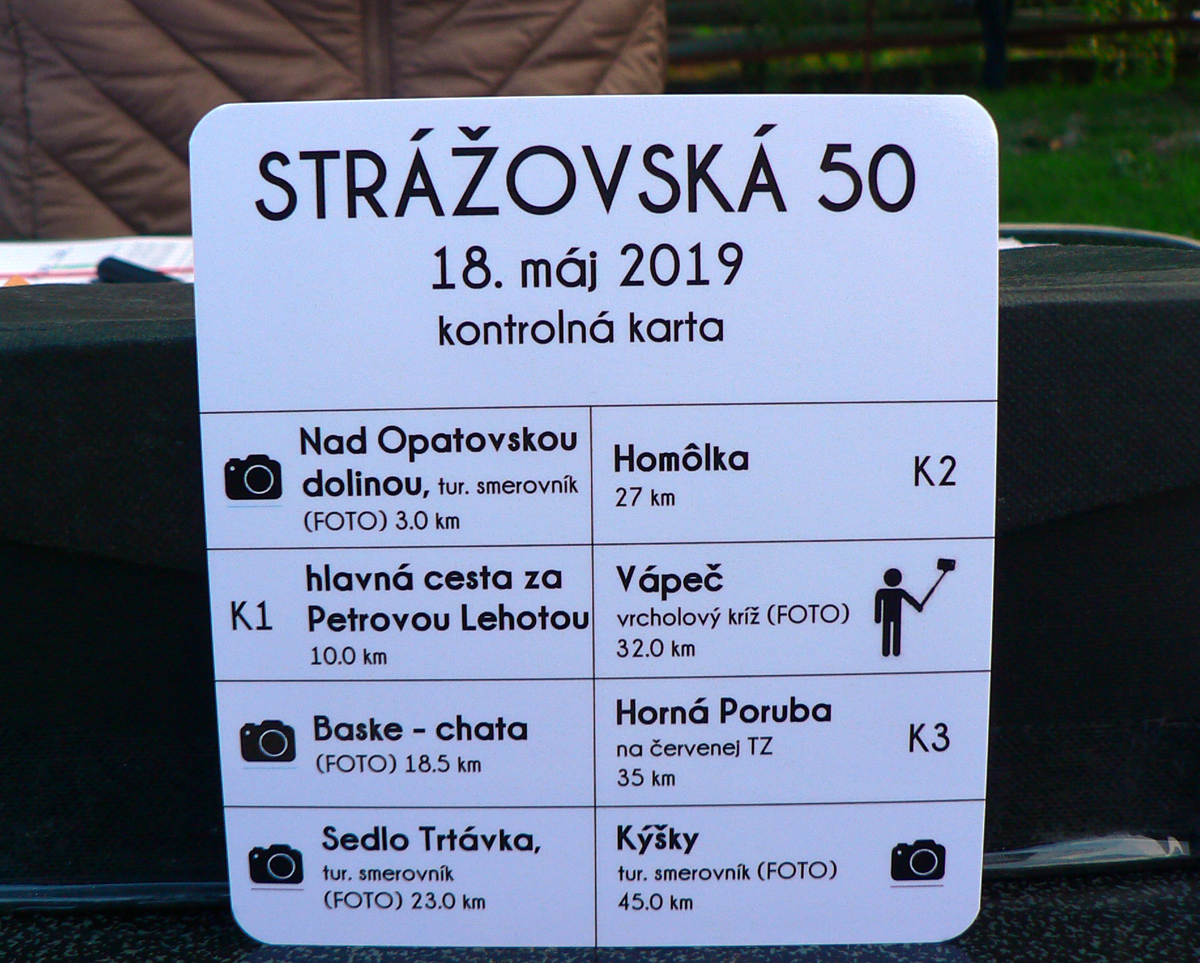 STRÁŽOVSKÁ 50
18. máj 2019
kontrolná karta
Nad Opatovskou
dolinou, tur. smerovník
(FOTO) 3.0 km
K1
hlavná cesta za
Petrovou Lehotou
10.0 km
Baske - chata
(FOTO) 18.5 km
Sedlo Trtávka,
tur. smerovník
(FOTO) 23.0 km
Homôlka
27 km
K2
Vápeč
vrcholový kríž (FOTO)
32.0 km
Horná Poruba
na červenej TZ
35 km
K3
Kýšky
tur. smerovník (FOTO)
45.0 km